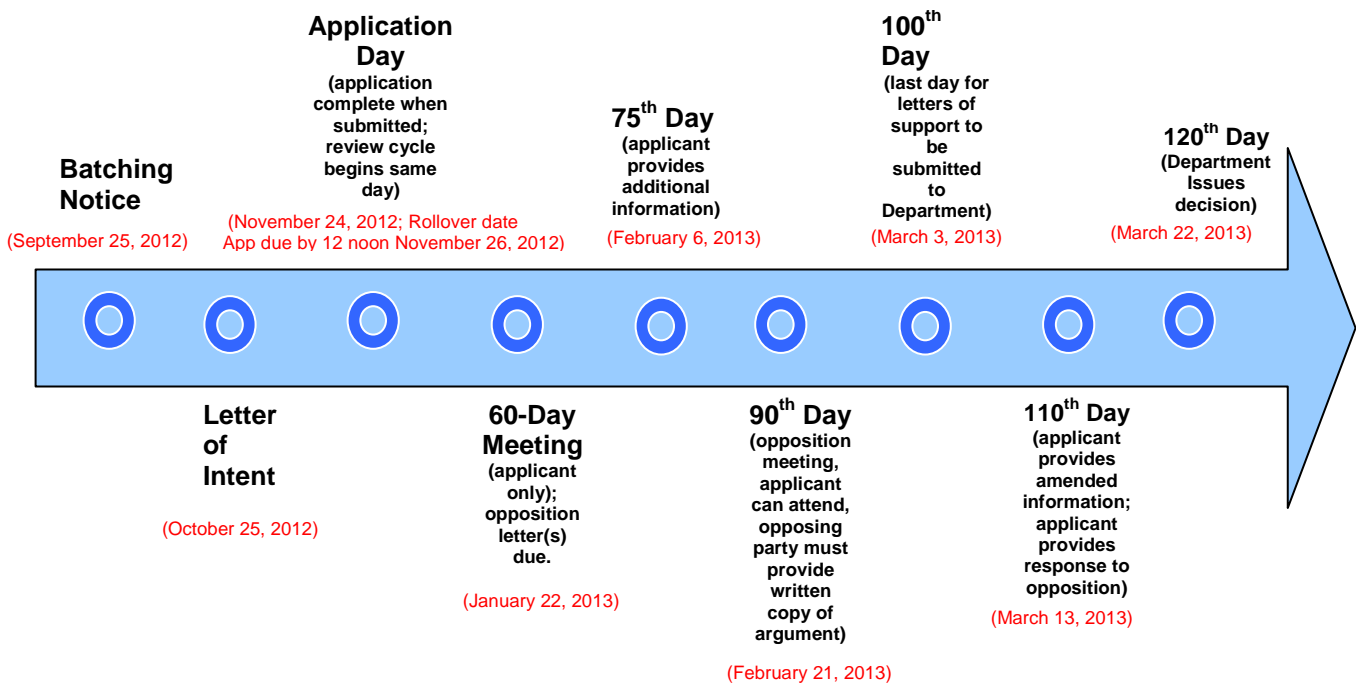 Batching
Notice
(September 25, 2012)
Letter
of
Intent
(October 25, 2012)
Application
Day
(application
complete when
submitted;
review cycle
begins same
day)
(November 24, 2012; Rollover date
App due by 12 noon November 26, 2012)
60-Day
Meeting
(applicant
only);
opposition
letter(s)
due.
(January 22, 2013)
75th Day
(applicant
provides
additional
information)
(February 6, 2013)
90th Day
(opposition
meeting,
applicant
can attend,
opposing
party must
provide
written
copy of
argument)
(February 21, 2013)
100th
Day
(last day for
letters of
support to
be
submitted
to
Department)
(March 3, 2013)
110th Day
(applicant
provides
amended
information;
applicant
provides
response to
opposition)
(March 13, 2013)
120th Day
(Department
Issues
decision)
(March 22, 2013)